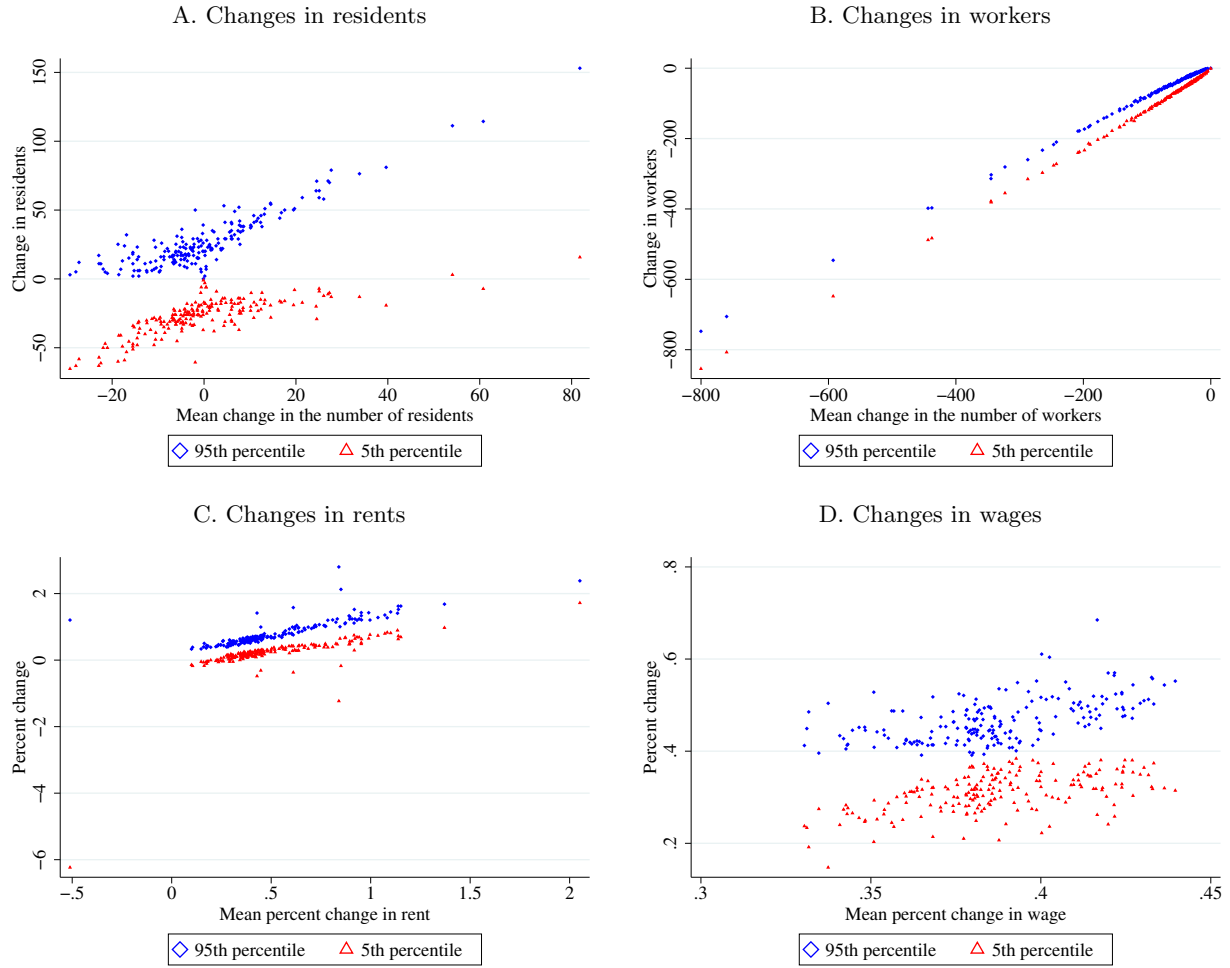 A. Changes in residents
Change in residents
150
100
50
0
−50
−20
0
20
40
60
80
Mean change in the number of residents
95th percentile
5th percentile
B. Changes in workers
Change in workers
0
−200
−400
−600
−800
−800
−600
−400
−200
0
Mean change in the number of workers
95th percentile
5th percentile
C. Changes in rents
Percent change
2
0
−2
−4
−6
−.5
0
.5
1
1.5
2
Mean percent change in rent
95th percentile
5th percentile
D. Changes in wages
Percent change
.8
.6
.4
.2
.3
.35
.4
.45
Mean percent change in wage
95th percentile
5th percentile